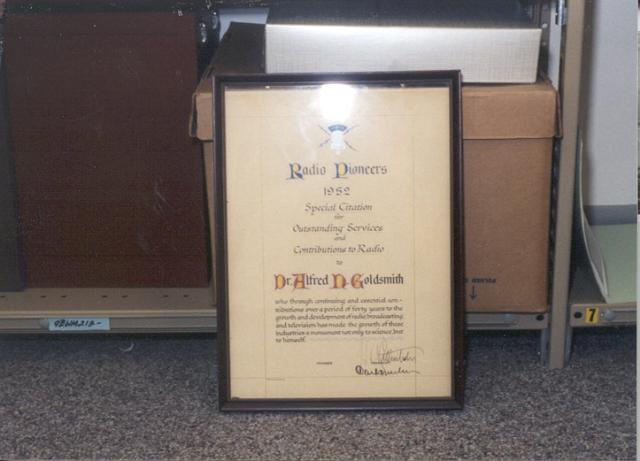 Radio Pioneers
1952
Special Citation
for
Outstanding Services
and
Contributions to Radio
to
Dr. Alfred N. Goldsmith
who through continuing and essential con-
tributions over a period of forty years to the
growth and development of radio broadcasting
and television has made the growth of these
industries a monument not only to science, but
to himself.
7